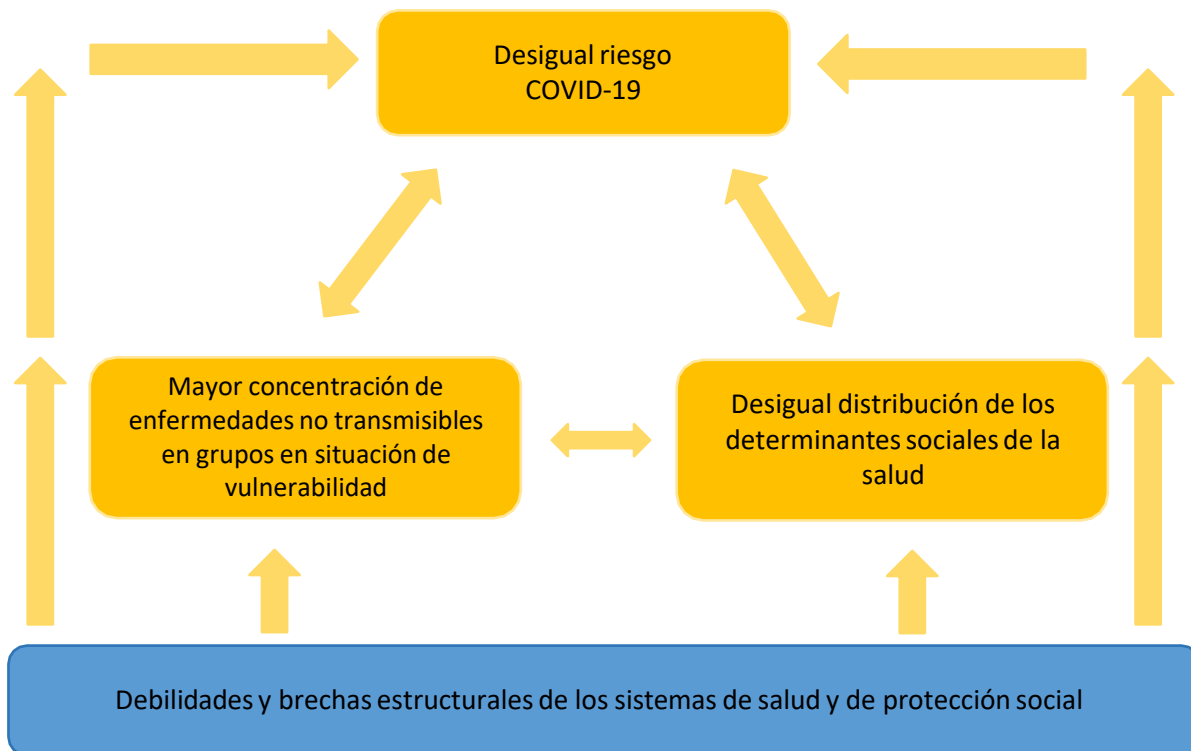 Desigual riesgo
COVID-19
Mayor concentración de
enfermedades no transmisibles
en grupos en situación de
vulnerabilidad
Desigual distribución de los
determinantes sociales de la
salud
Debilidades y brechas estructurales de los sistemas de salud y de protección social